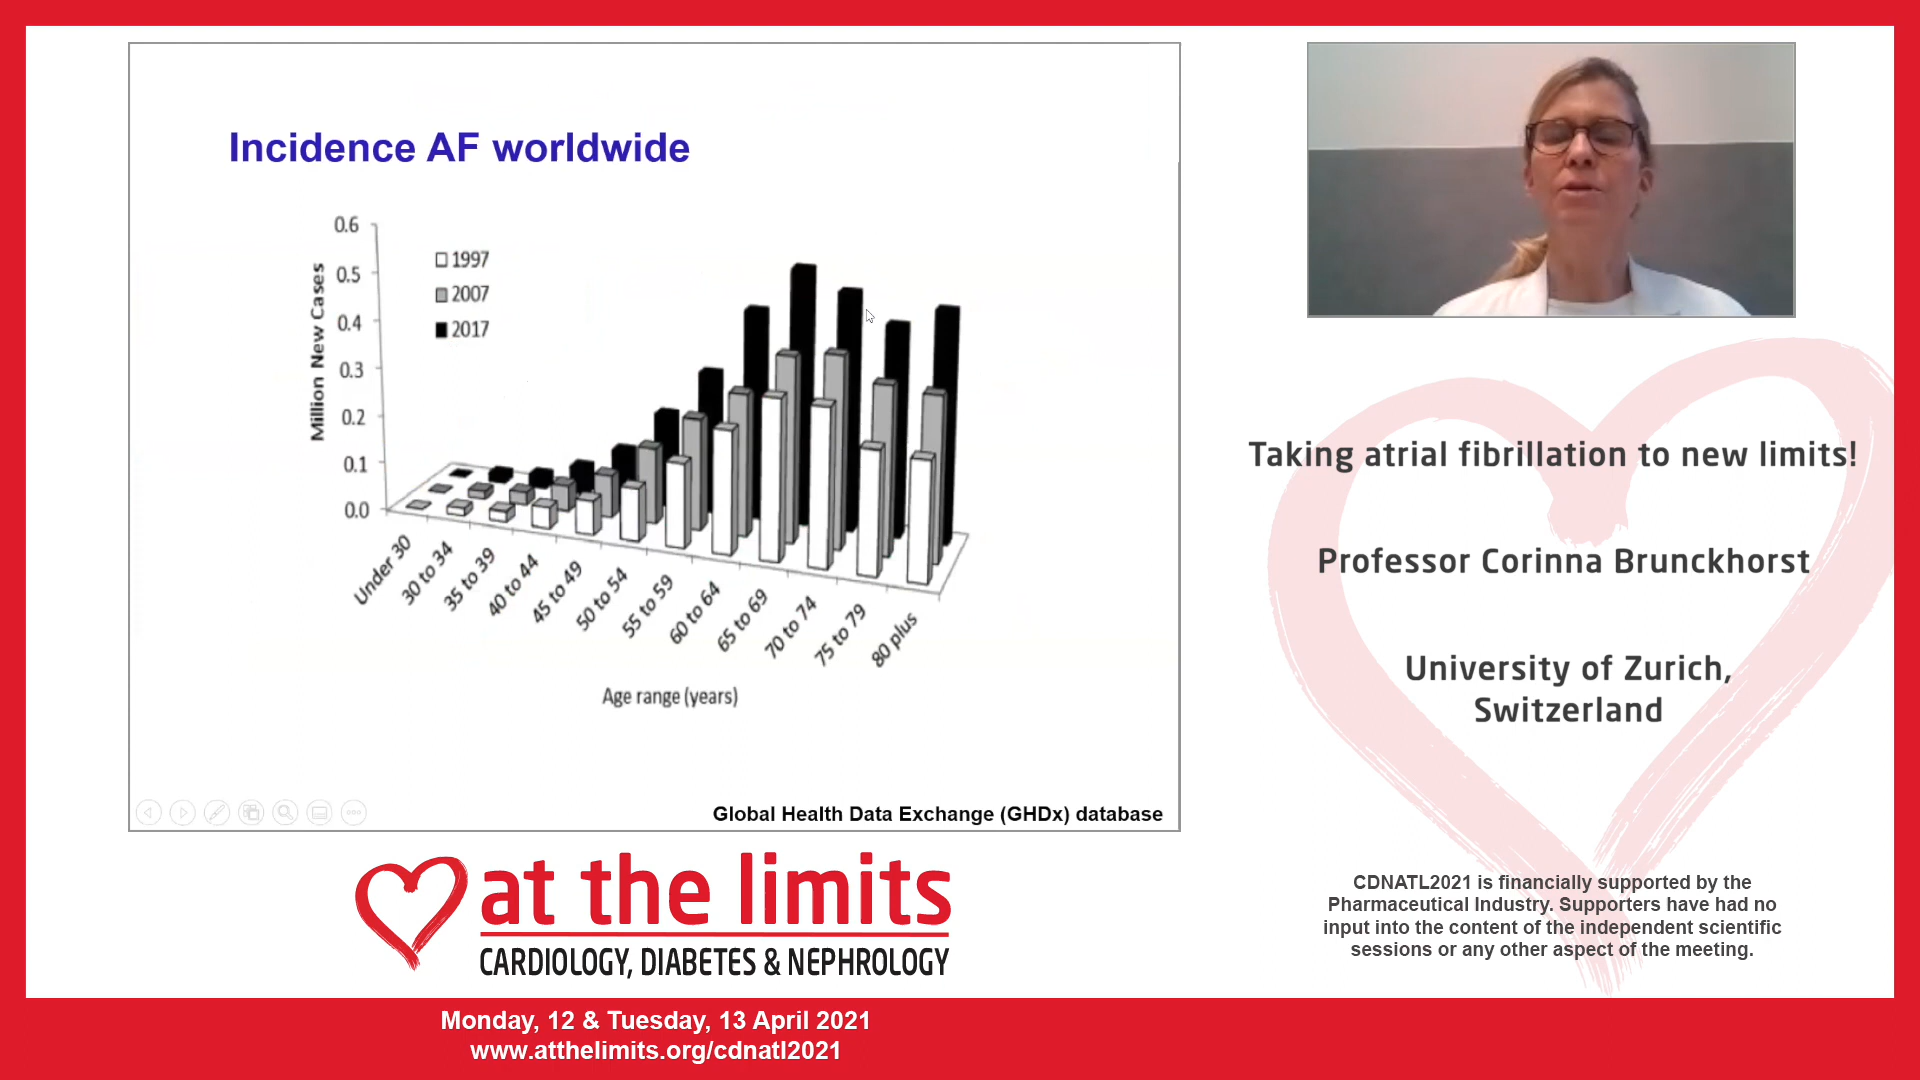 Incidence AF worldwide
Million New Cases
0.6
0.5
0.4
0.3
0.2
0.1
0.0
1997
2007
2017
Under 30
30 to 34
35 to 39
40 to 44
45 to 49
50 to 54
55 to 59
60 to 64
65 to 69
70 to 74
75 to 79
80 plus
Age range (years)
Global Health Data Exchange (GHDx) database
Taking atrial fibrillation to new limits!
Professor Corinna Brunckhorst
University of Zurich,
Switzerland
CDNATL2021 is financially supported by the
Pharmaceutical Industry. Supporters have had no
input into the content of the independent scientific
sessions or any other aspect of the meeting.
at the limits
CARDIOLOGY, DIABETES & NEPHROLOGY
Monday, 12 & Tuesday, 13 April 2021
www.atthelimits.org/cdnatl2021